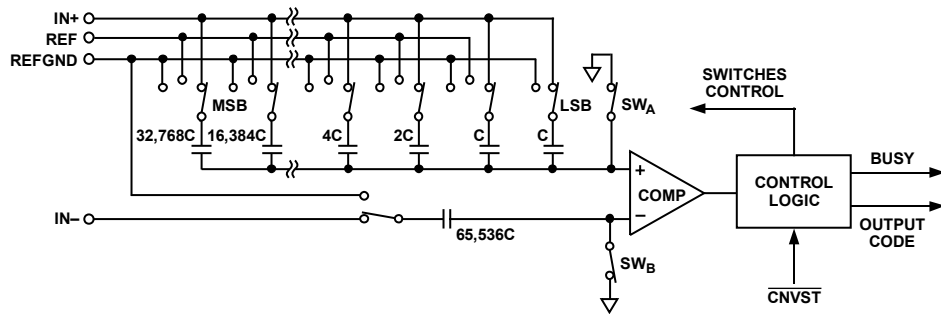 IN+
REF
REFGND
MSB
LSB
SWA
SWITCHES
CONTROL
32,768C 16,384C 4C 2C C C
BUSY
+
COMP
−
CONTROL
LOGIC
IN−
65,536C
OUTPUT
CODE
SWB
CNVST